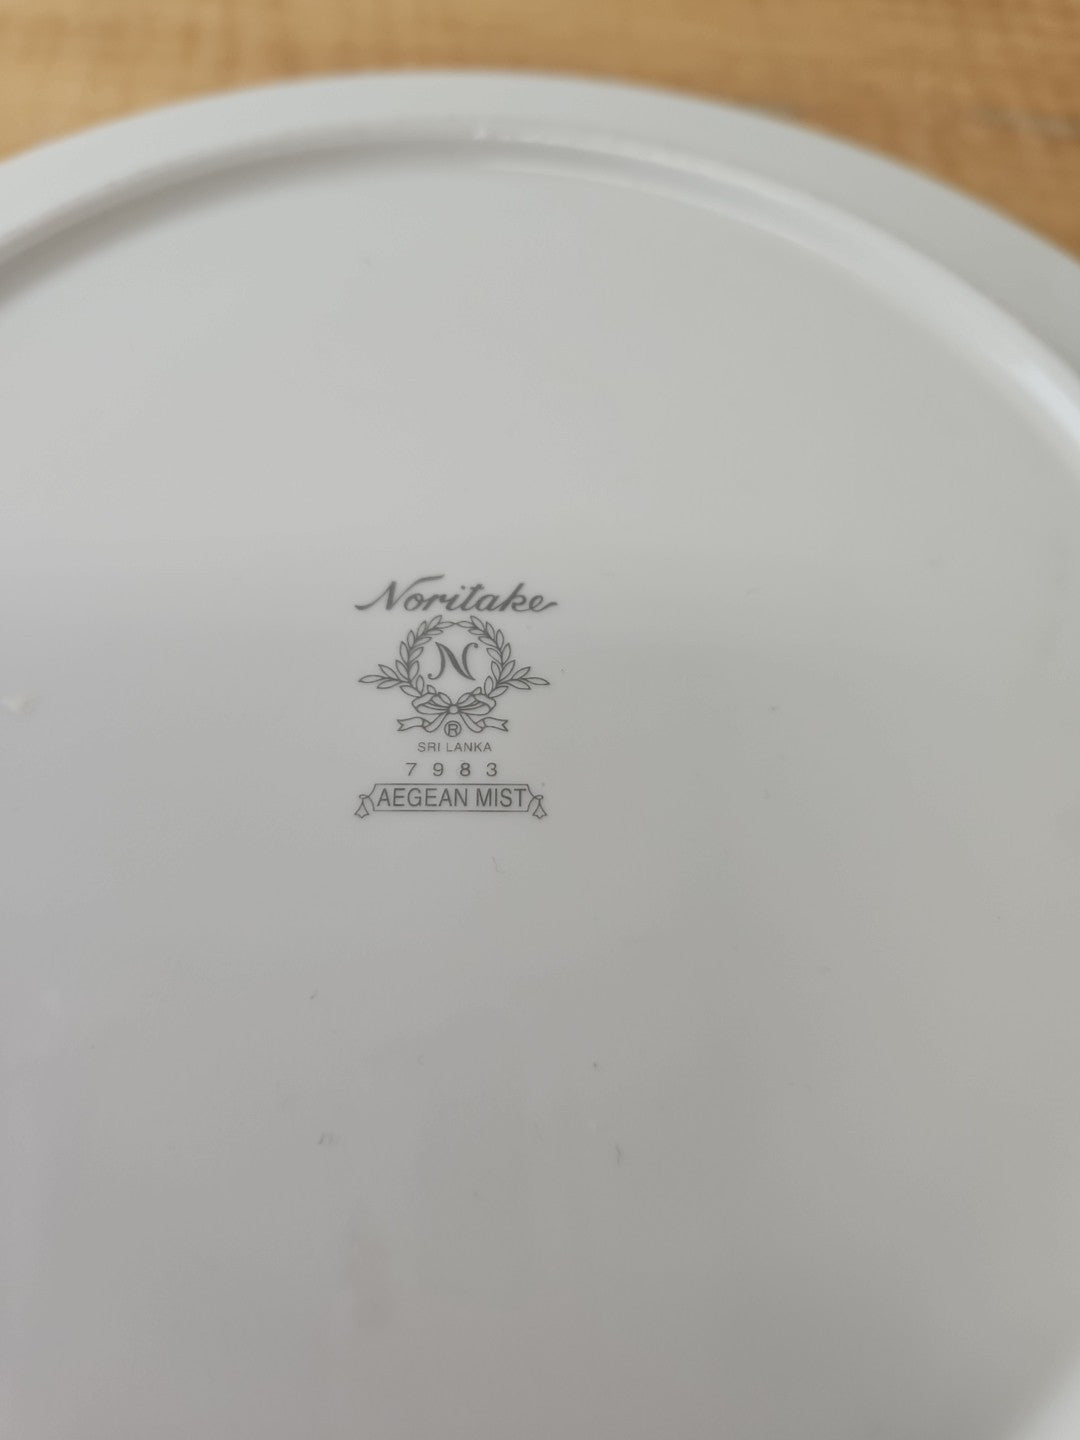 Noritake
N
®
SRI LANKA
7983
AEGEAN MIST